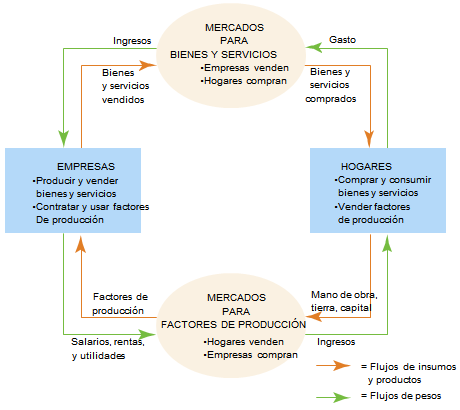 MERCADOS
PARA
BIENES Y SERVICIOS
•Empresas venden
•Hogares compran
Ingresos
Gasto
Bienes
y servicios
vendidos
Bienes y
servicios
comprados
EMPRESAS
•Producir y vender
bienes y servicios
•Contratar y usar factores
De producción
HOGARES
•Comprar y consumir
bienes y servicios
•Vender factores
de producción
Factores de
producción
Mano de obra,
tierra, capital
MERCADOS
PARA
FACTORES DE PRODUCCIÓN
•Hogares venden
•Empresas compran
Salarios, rentas,
y utilidades
Ingresos
= Flujos de insumos
y productos
= Flujos de pesos